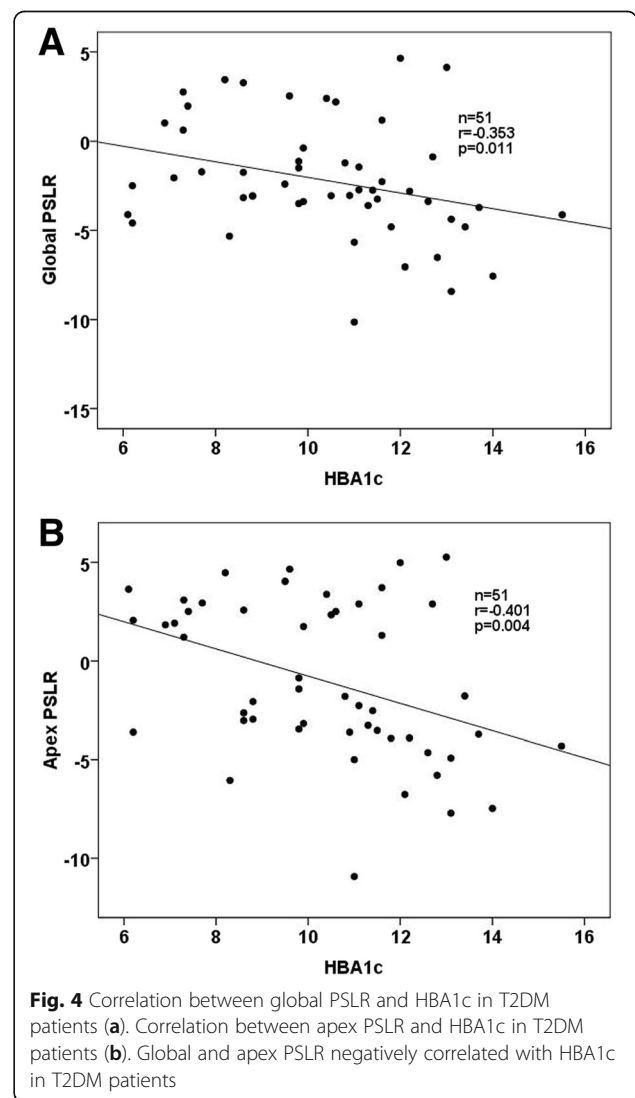 A
5
0
-5
-10
-15
Global PSLR
n=51
r=-0.353
p=0.011
6 8 10 12 14 16
HBA1c
B
5
0
-5
-10
Apex PSLR
n=51
r=-0.401
p=0.004
6 8 10 12 14 16
HBA1c
Fig. 4 Correlation between global PSLR and HBA1c in T2DM
patients (a). Correlation between apex PSLR and HBA1c in T2DM
patients (b). Global and apex PSLR negatively correlated with HBA1c
in T2DM patients